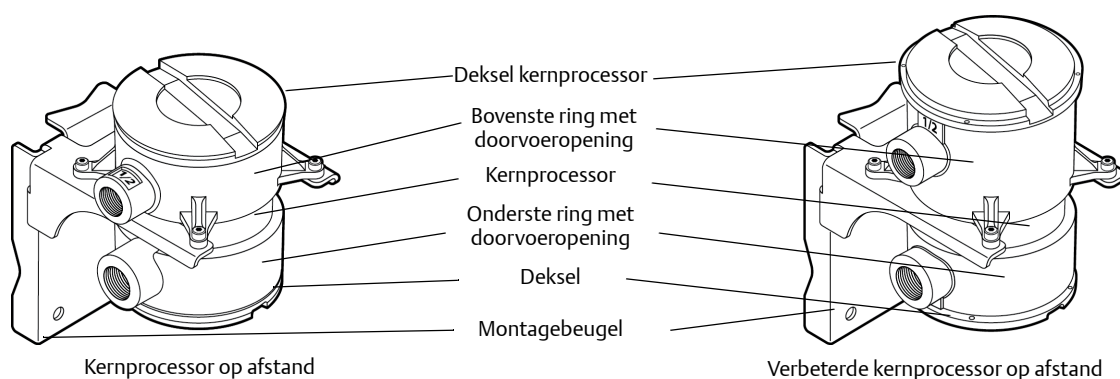 Deksel kernprocessor
Bovenste ring met
doorvoeropening
Kernprocessor
Onderste ring met
doorvoeropening
Deksel
Montagebeugel
1/2
1/2
Kernprocessor op afstand
Verbeterde kernprocessor op afstand